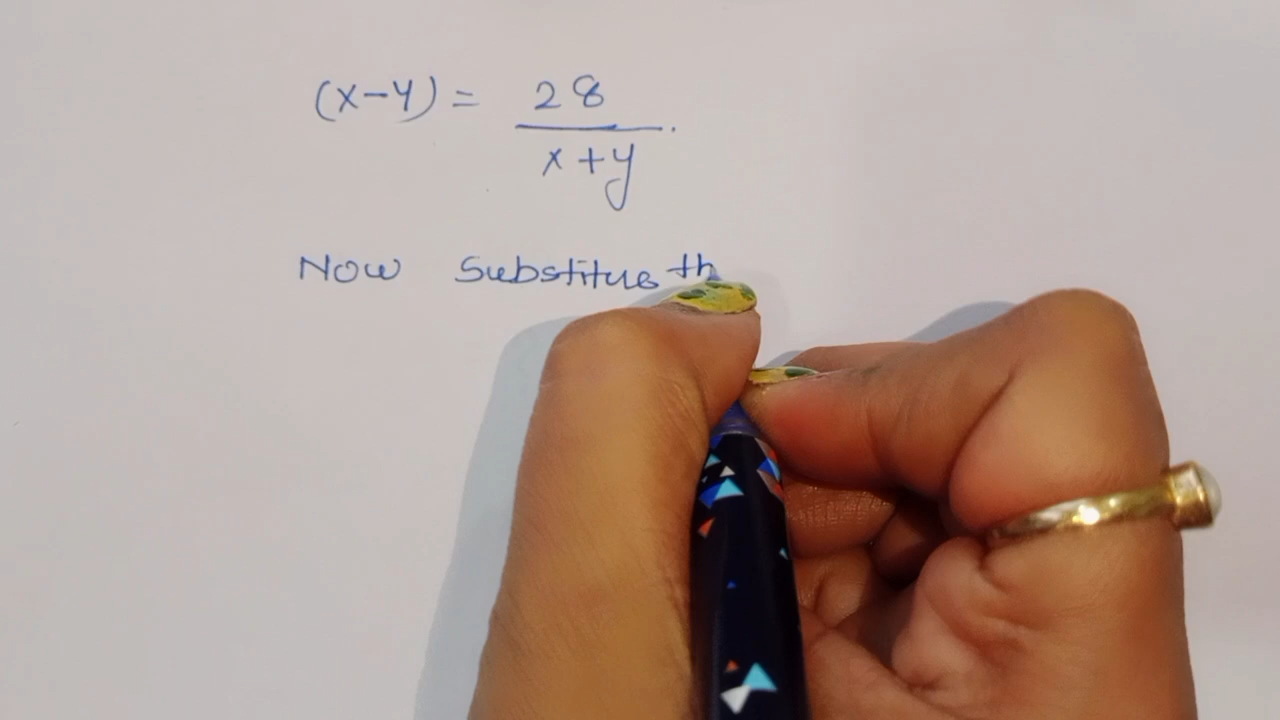 (x-y) = 28
x+y
Now Substitue th